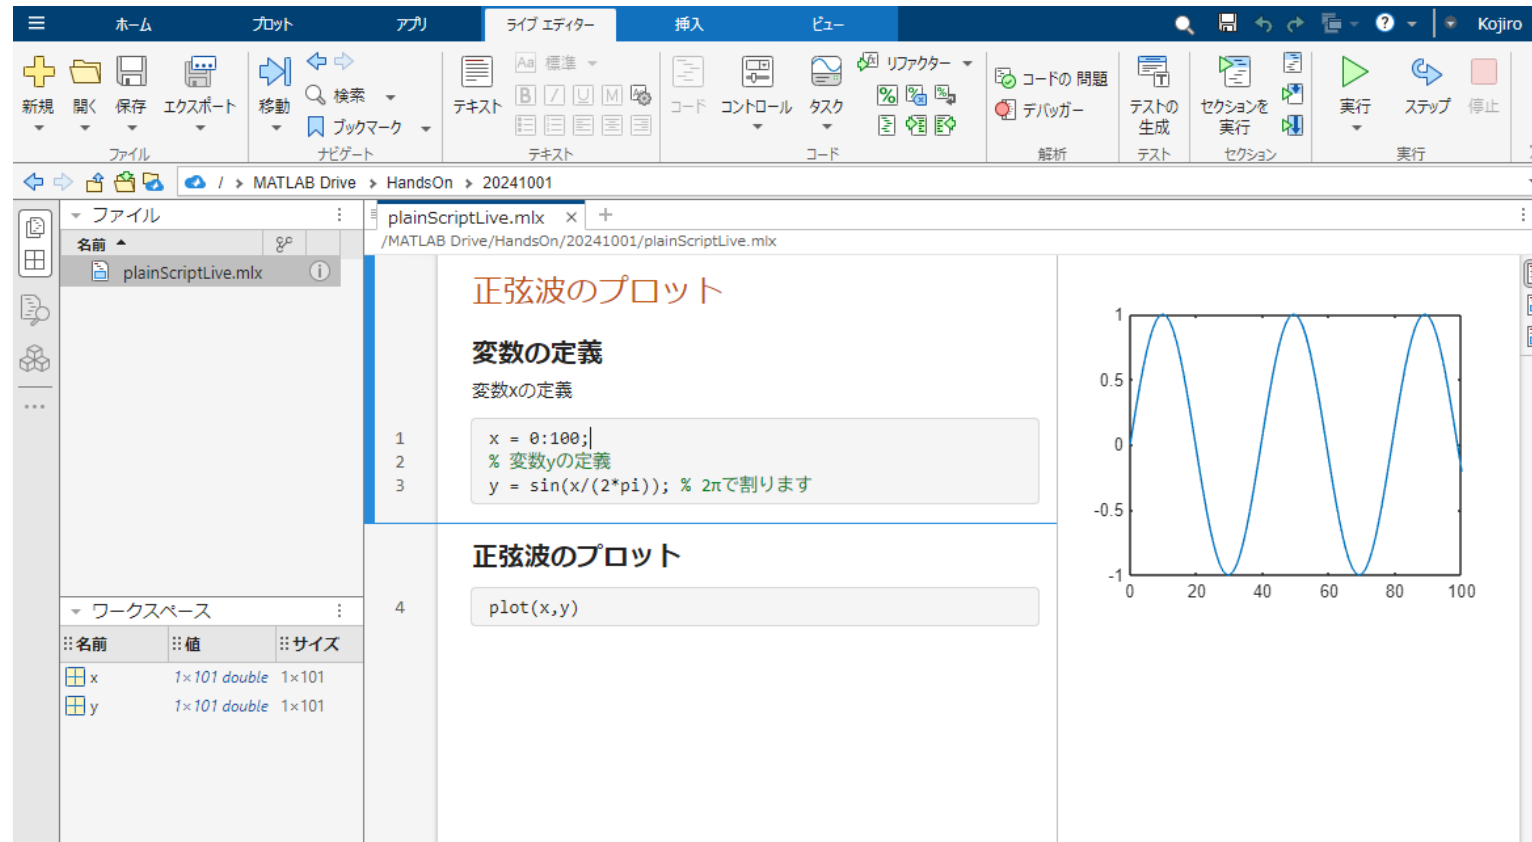 ホーム プロット アプリ ライブ エディター 挿入 ビュー Kojiro
新規 開く 保存 エクスポート 移動 検索 ブックマーク テキスト Aa 標準 B I U M コード コントロール タスク リファクター コードの 問題 デバッガー テストの生成 セクションを実行 実行 ステップ 停止
ファイル ナビゲート テキスト コード 解析 テスト セクション 実行
/ MATLAB Drive HandsOn 20241001
ファイル
名前
plainScriptLive.mlx
plainScriptLive.mlx
/MATLAB Drive/HandsOn/20241001/plainScriptLive.mlx
正弦波のプロット
変数の定義
変数xの定義
1 x = 0:100;
2 % 変数yの定義
3 y = sin(x/(2*pi)); % 2πで割ります
正弦波のプロット
4 plot(x,y)
1
0.5
0
-0.5
-1
0 20 40 60 80 100
ワークスペース
名前 値 サイズ
x 1×101 double 1×101
y 1×101 double 1×101